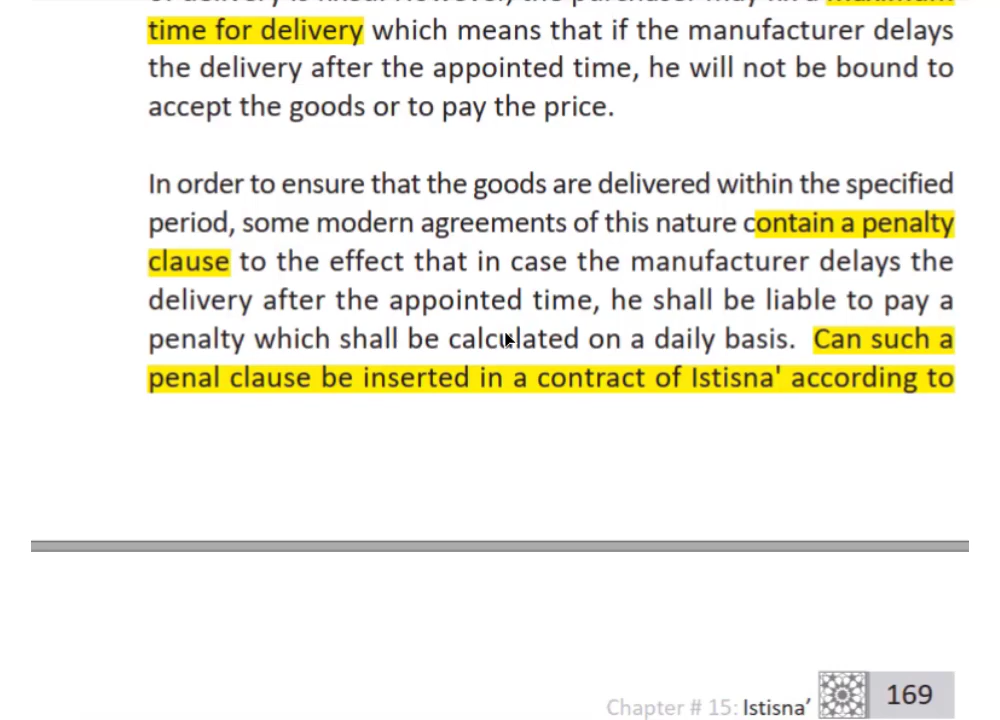 time for delivery which means that if the manufacturer delays
the delivery after the appointed time, he will not be bound to
accept the goods or to pay the price.
In order to ensure that the goods are delivered within the specified
period, some modern agreements of this nature contain a penalty
clause to the effect that in case the manufacturer delays the
delivery after the appointed time, he shall be liable to pay a
penalty which shall be calculated on a daily basis. Can such a
penal clause be inserted in a contract of Istisna' according to
Chapter # 15: Istisna’ 169